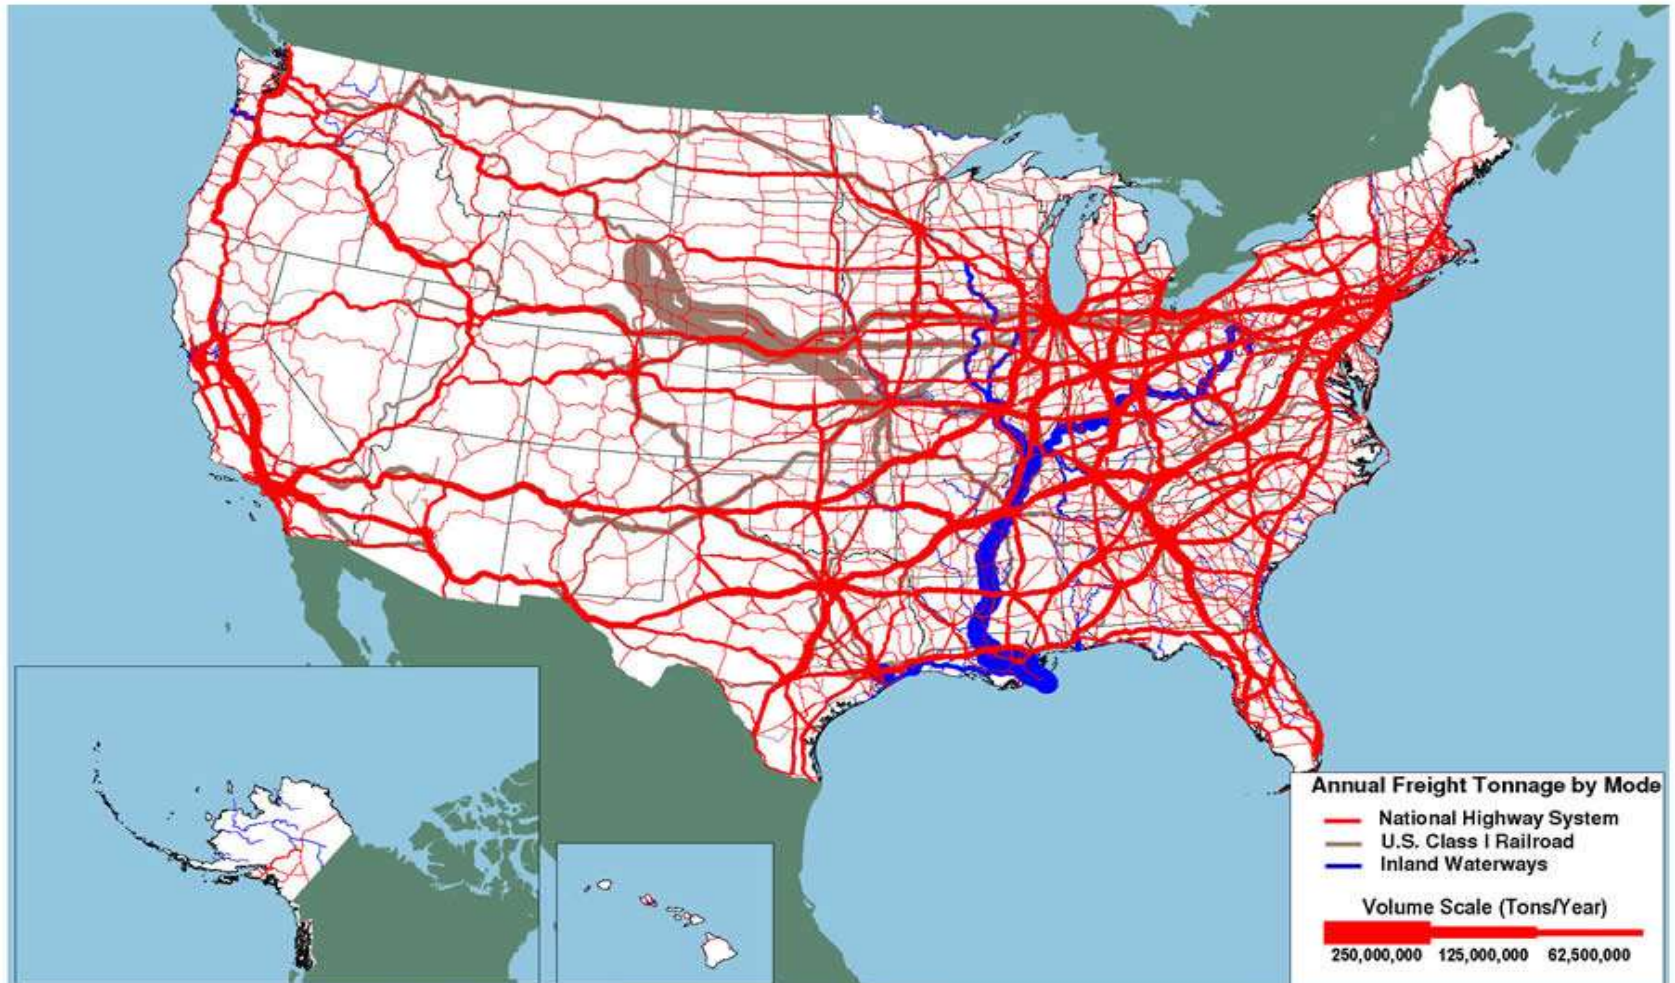 Annual Freight Tonnage by Mode
National Highway System
U.S. Class I Railroad
Inland Waterways
Volume Scale (Tons/Year)
250,000,000 125,000,000 62,500,000